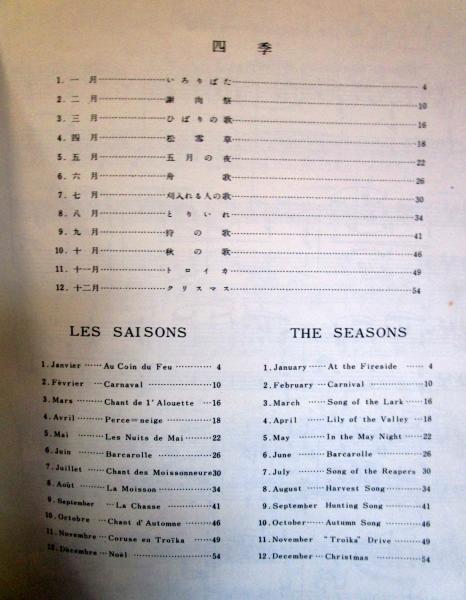 四季
1. 一月 いろりばた 4
2. 二月 謝肉祭 10
3. 三月 ひばりの歌 16
4. 四月 松雪草 18
5. 五月 五月の夜 22
6. 六月 舟歌 26
7. 七月 刈入れる人の歌 30
8. 八月 とりいれ 34
9. 九月 狩の歌 41
10. 十月 秋の歌 46
11. 十一月 トロイカ 49
12. 十二月 クリスマス 54
LES SAISONS
1. Janvier ...... Au Coin du Feu ...... 4
2. Février ... Carnaval ...... 10
3. Mars ...... Chant de l'Alouette ... 16
4. Avril ...... Perce=neige ...... 18
5. Mai ...... Les Nuits de Mai ...... 22
6. Juin ...... Barcarolle ...... 26
7. Juillet ... Chant des Moissonneurs 30
8. Août ...... La Moisson ...... 34
9. September ... La Chasse ...... 41
10. Octobre ... Chant d'Automne ... 46
11. Novembre ... Coruse en Troïka ... 49
12. Décembre ... Noël ...... 54
THE SEASONS
1. January ...... At the Fireside ... 4
2. February ... Carnival ...... 10
3. March ...... Song of the Lark ... 16
4. April ...... Lily of the Valley ... 18
5. May ...... In the May Night ... 22
6. June ...... Barcarolle ...... 26
7. July ...... Song of the Reapers 30
8. August ...... Harvest Song ...... 34
9. September Hunting Song ...... 41
10. October ...... Autumn Song ...... 46
11. November "Troika" Drive ...... 49
12. December ... Christmas ...... 54